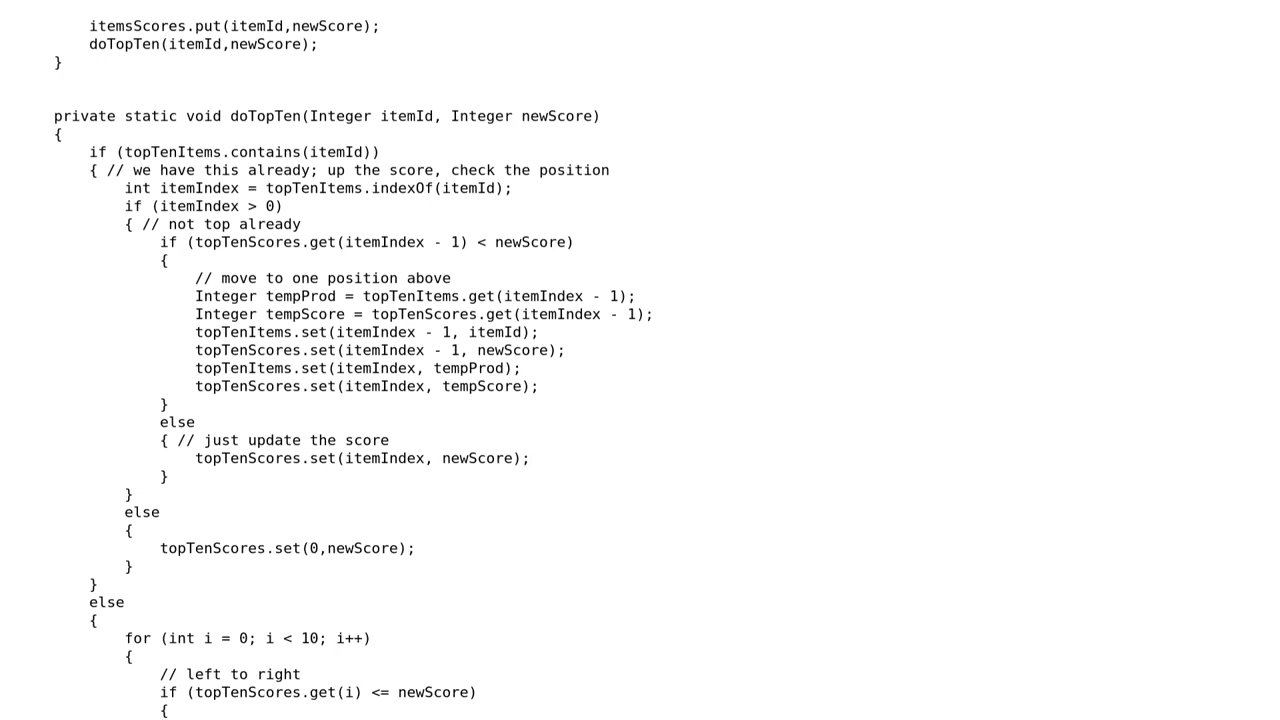 itemsScores.put(itemId,newScore);
        doTopTen(itemId,newScore);
    }

    private static void doTopTen(Integer itemId, Integer newScore)
    {
        if (topTenItems.contains(itemId))
        { // we have this already; up the score, check the position
            int itemIndex = topTenItems.indexOf(itemId);
            if (itemIndex > 0)
            { // not top already
                if (topTenScores.get(itemIndex - 1) < newScore)
                {
                    // move to one position above
                    Integer tempProd = topTenItems.get(itemIndex - 1);
                    Integer tempScore = topTenScores.get(itemIndex - 1);
                    topTenItems.set(itemIndex - 1, itemId);
                    topTenScores.set(itemIndex - 1, newScore);
                    topTenItems.set(itemIndex, tempProd);
                    topTenScores.set(itemIndex, tempScore);
                }
                else
                { // just update the score
                    topTenScores.set(itemIndex, newScore);
                }
            }
            else
            {
                topTenScores.set(0,newScore);
            }
        }
        else
        {
            for (int i = 0; i < 10; i++)
            {
                // left to right
                if (topTenScores.get(i) <= newScore)
                {